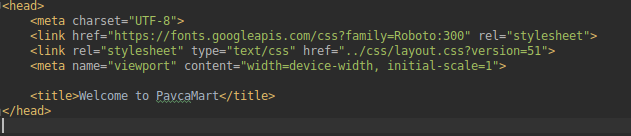 <head>
<meta charset="UTF-8">
<link href="https://fonts.googleapis.com/css?family=Roboto:300" rel="stylesheet">
<link rel="stylesheet" type="text/css" href="../css/layout.css?version=51">
<meta name="viewport" content="width=device-width, initial-scale=1">
<title>Welcome to PavcaMart</title>
</head>